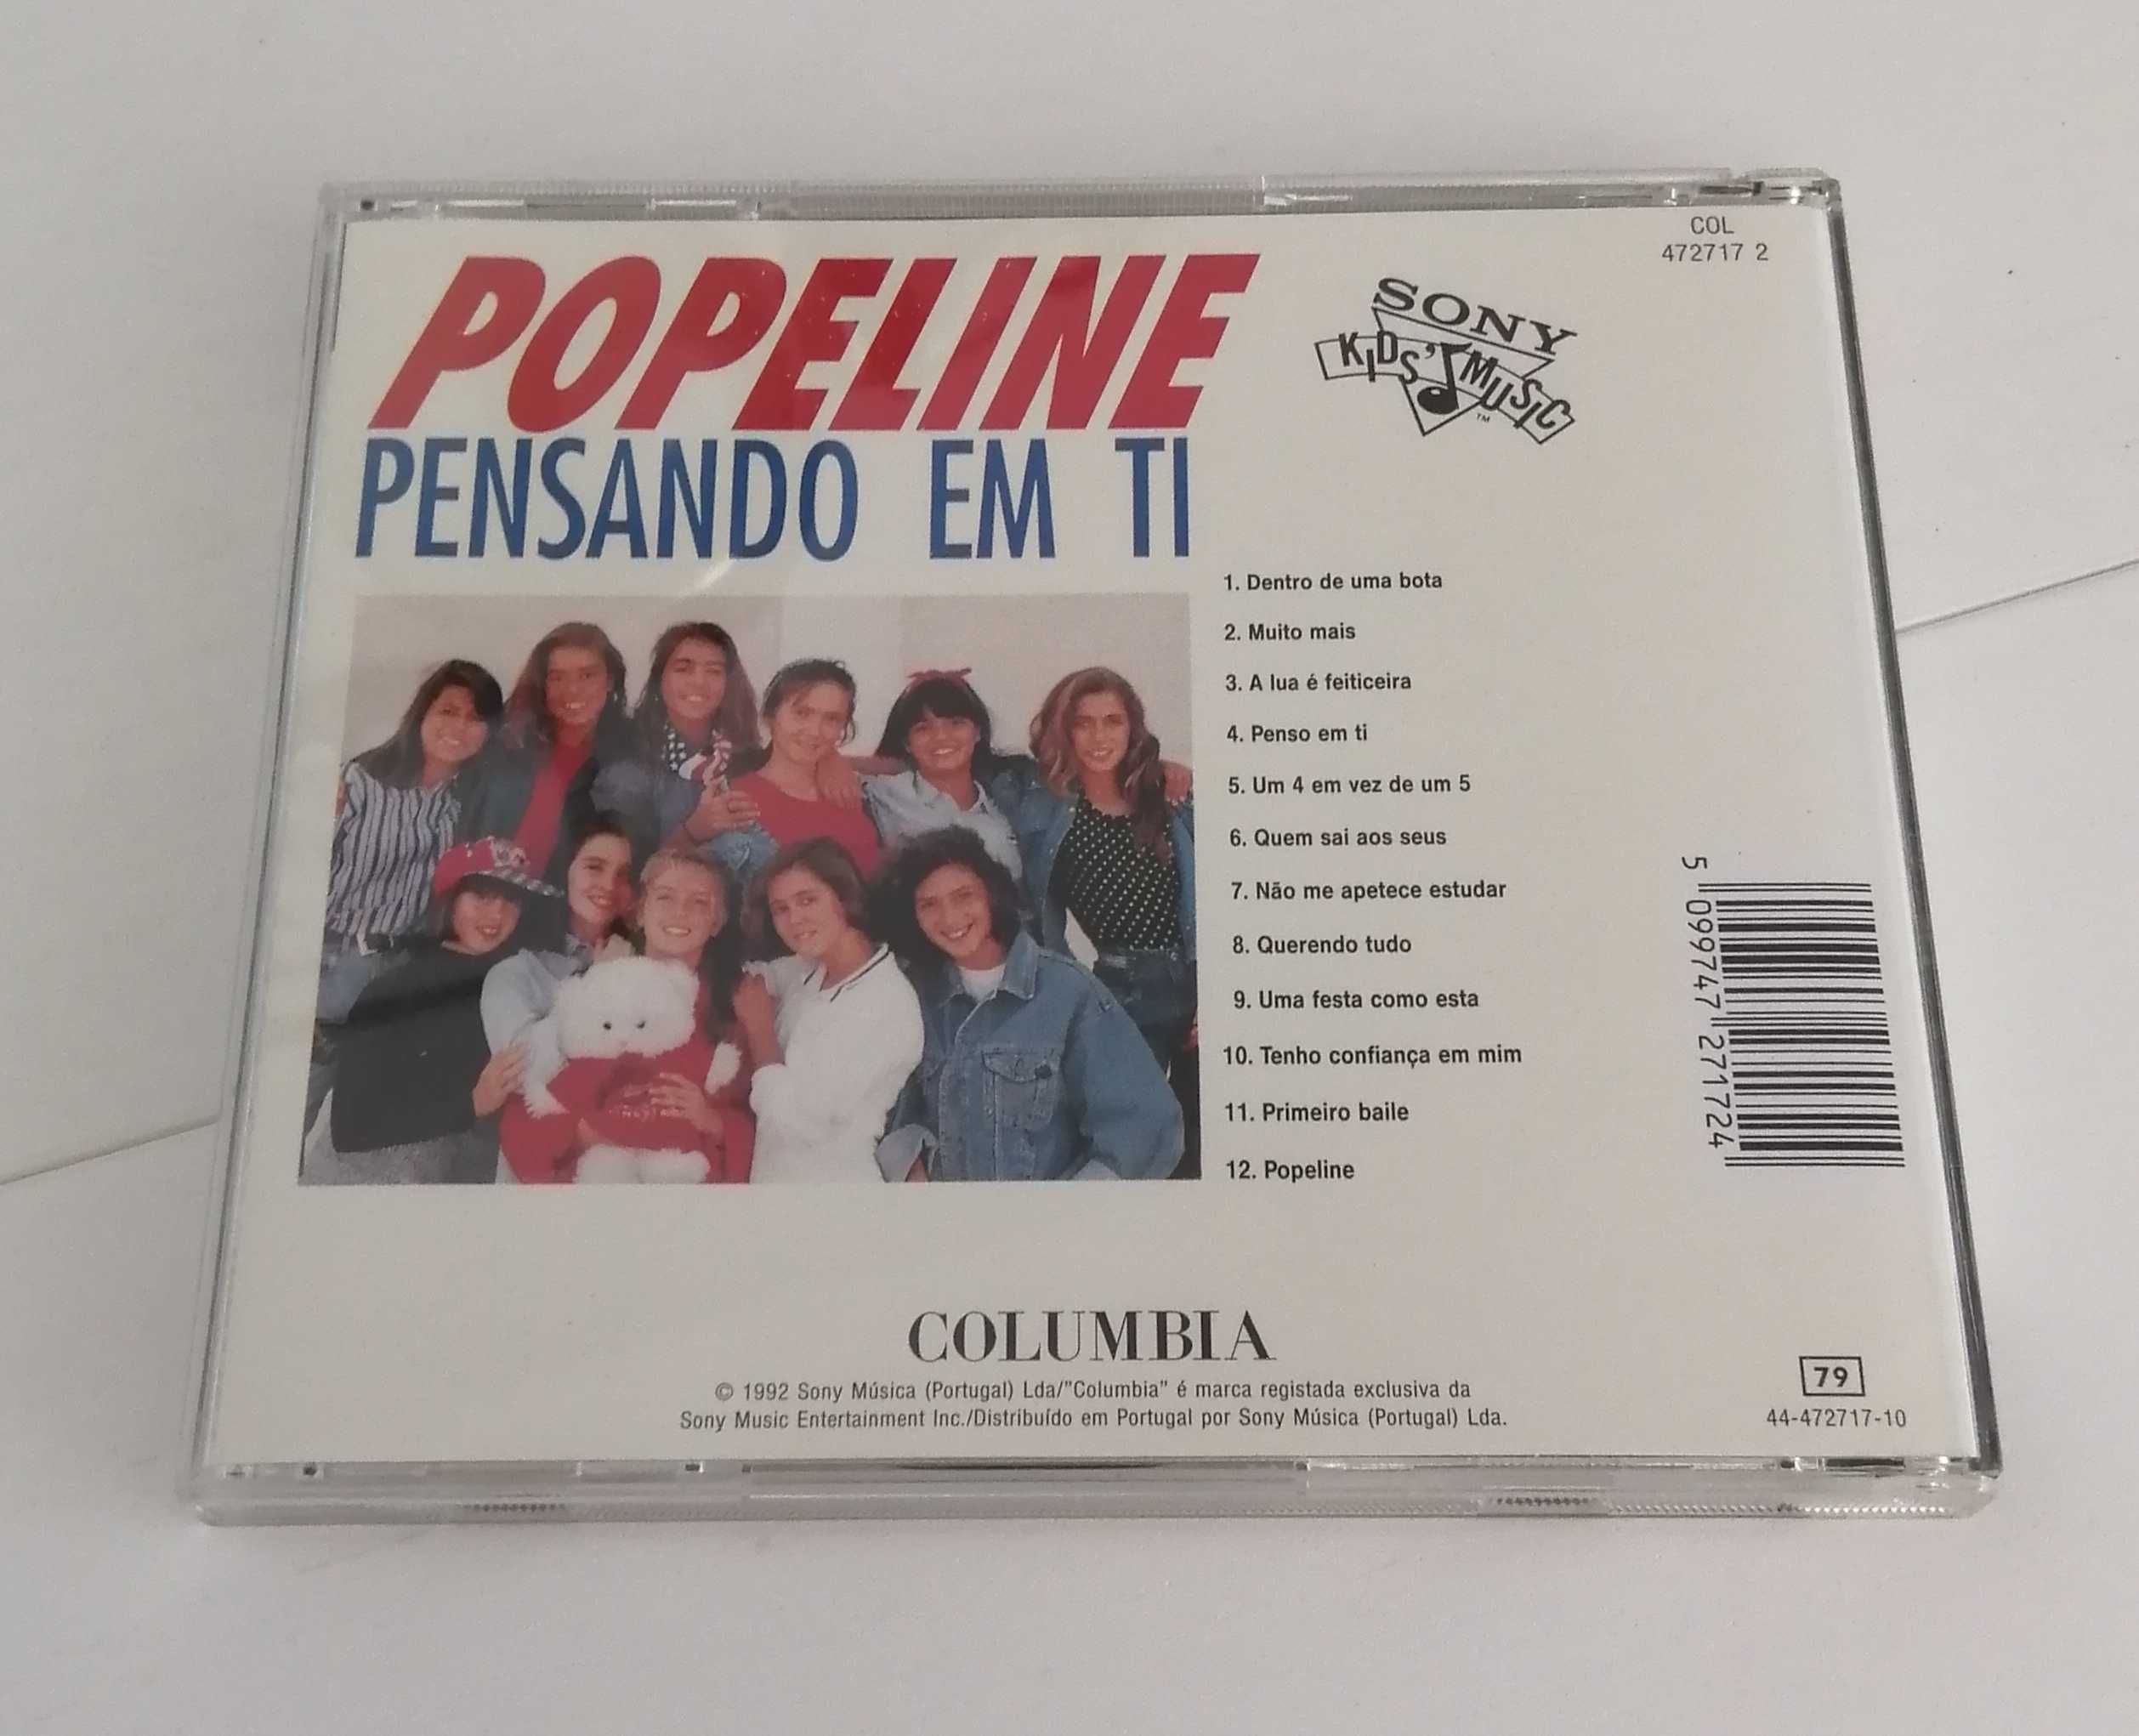 COL
472717 2
POPELINE
PENSANDO EM TI
SONY
KIDS' MUSIC
TM
1. Dentro de uma bota
2. Muito mais
3. A lua é feiticeira
4. Penso em ti
5. Um 4 em vez de um 5
6. Quem sai aos seus
7. Não me apetece estudar
8. Querendo tudo
9. Uma festa como esta
10. Tenho confiança em mim
11. Primeiro baile
12. Popeline
5 099747 271724
COLUMBIA
© 1992 Sony Música (Portugal) Lda/"Columbia" é marca registada exclusiva da
Sony Music Entertainment Inc./Distribuído em Portugal por Sony Música (Portugal) Lda.
79
44-472717-10